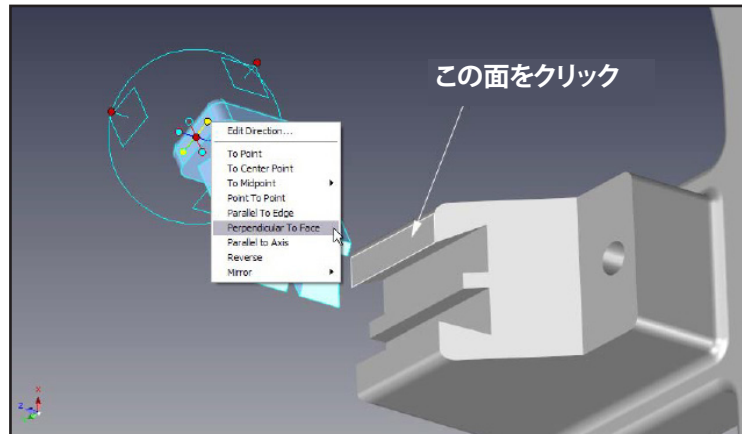 この面をクリック
Edit Direction...
To Point
To Center Point
To Midpoint
Point To Point
Parallel To Edge
Perpendicular To Face
Parallel to Axis
Reverse
Mirror
X
Z